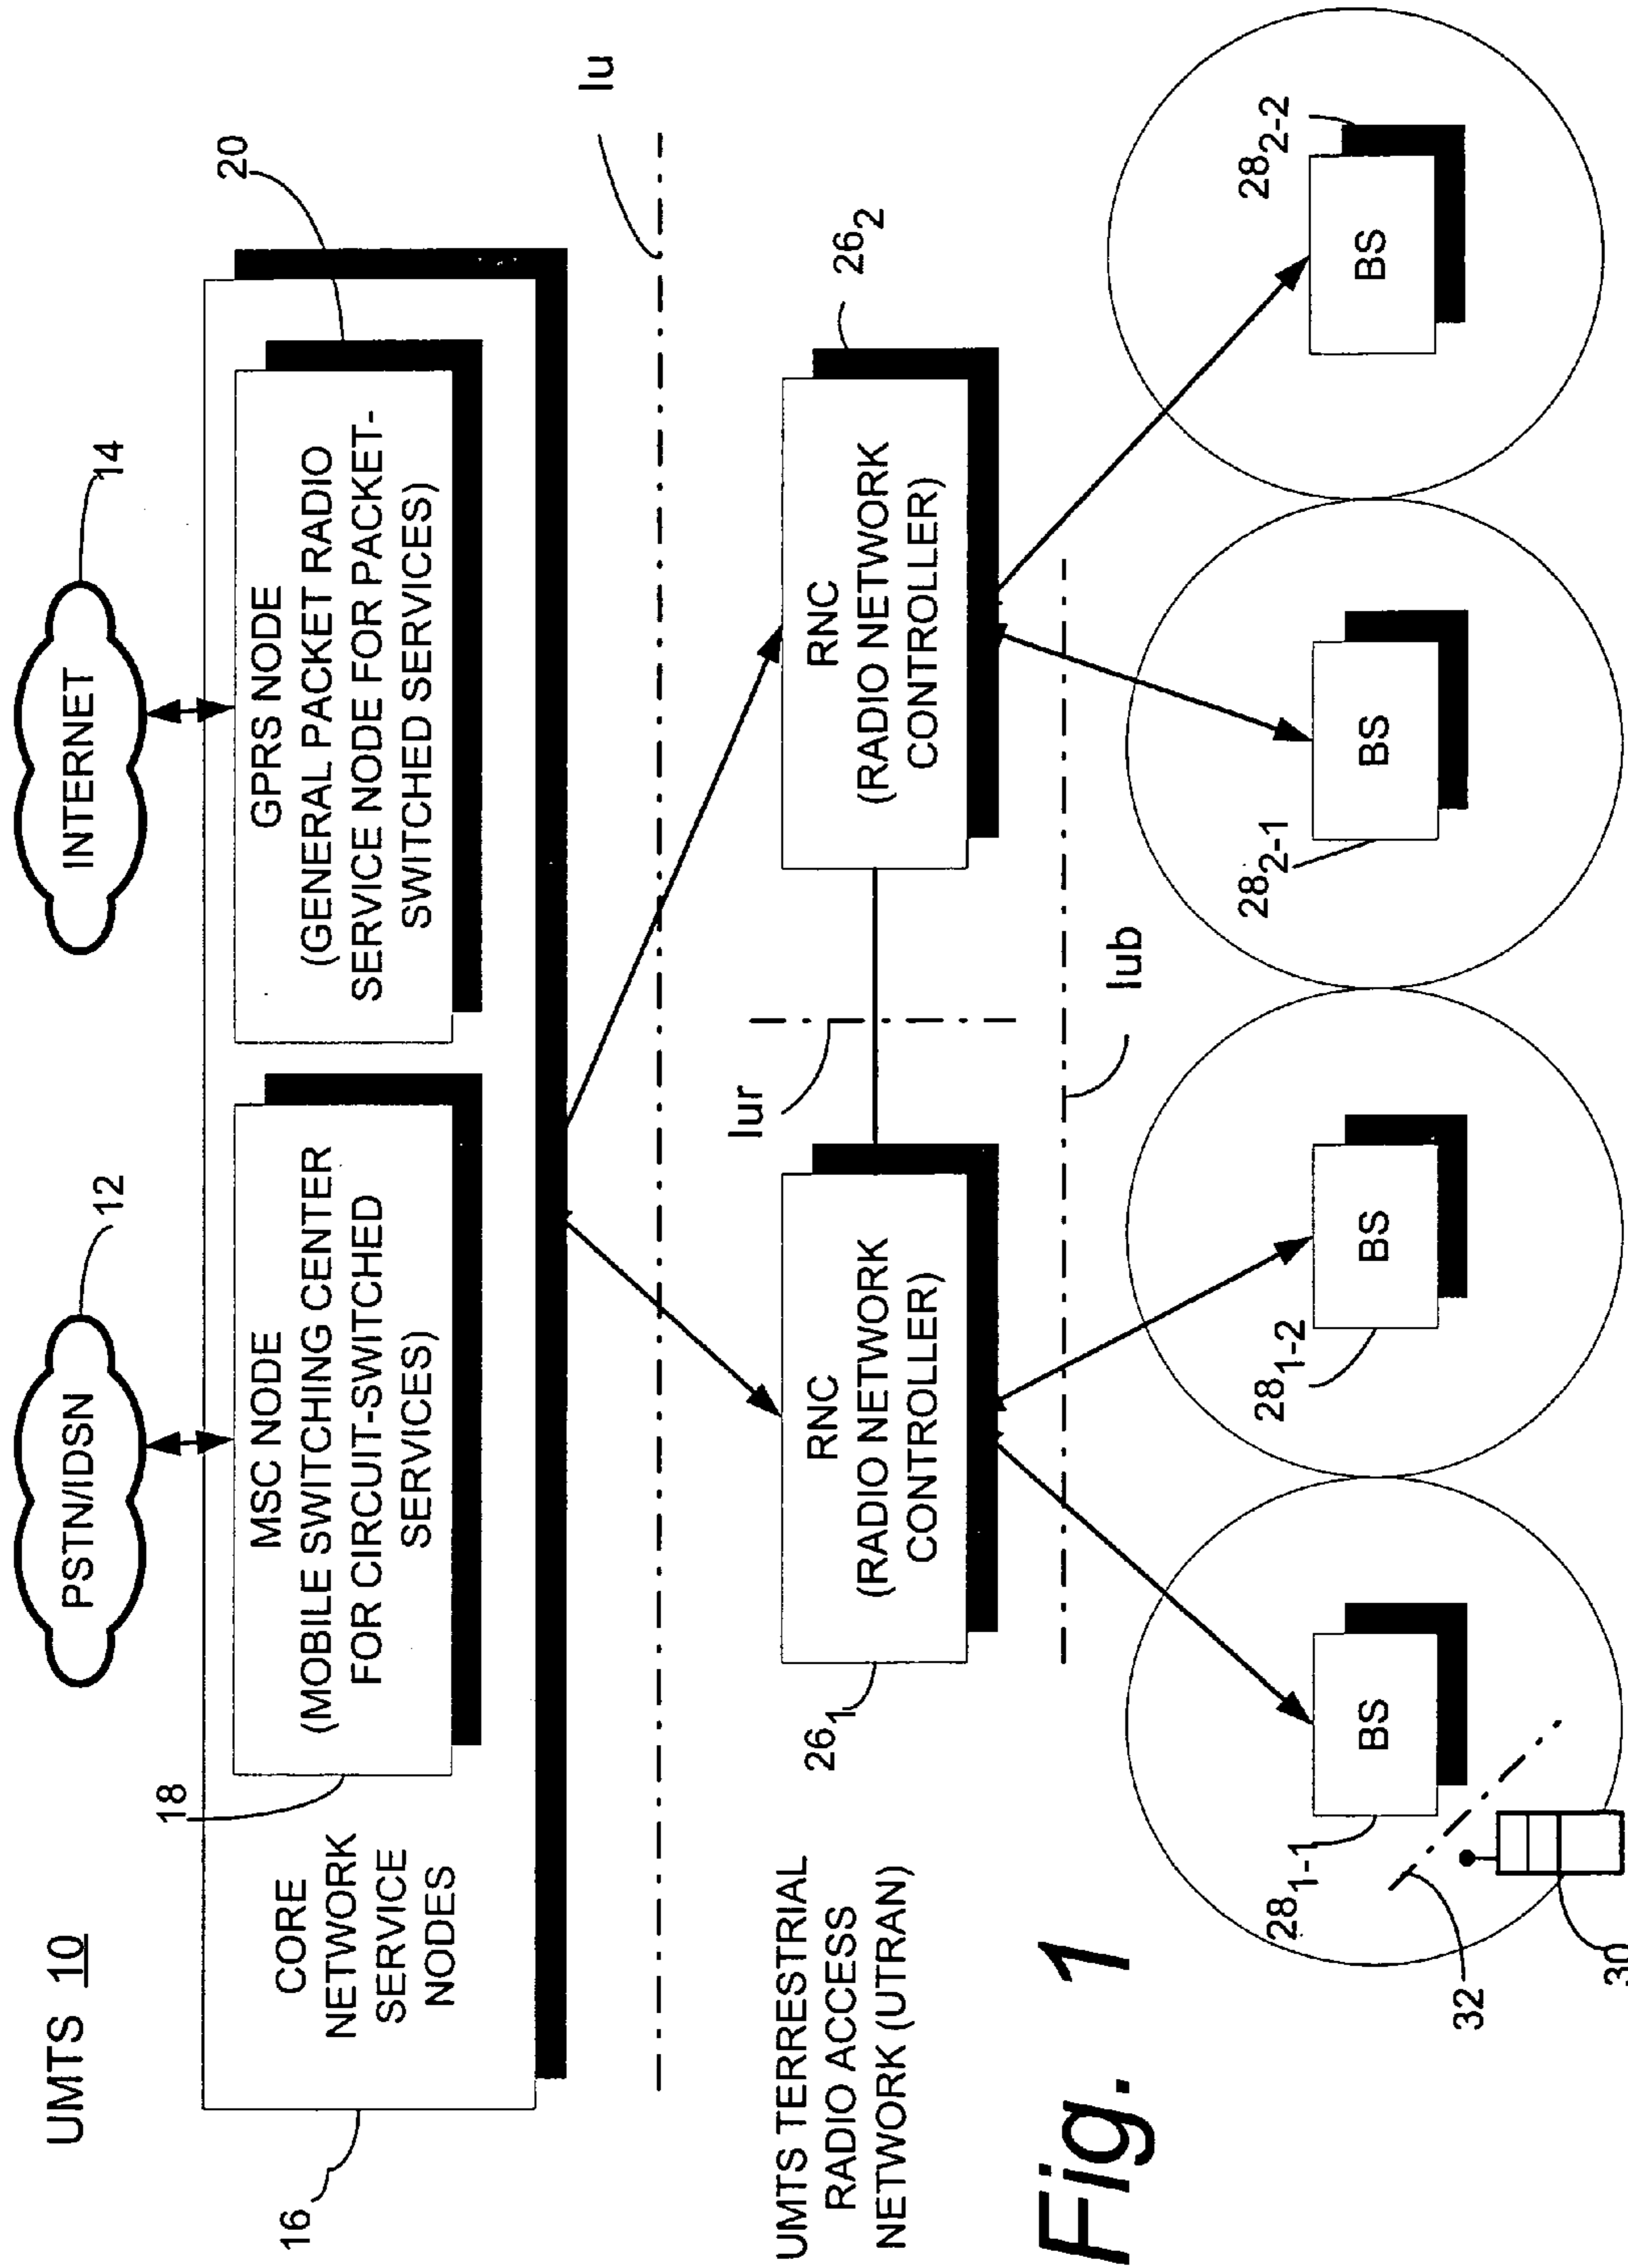 UMTS 10
PSTN/IDSN
12
INTERNET
14
CORE
NETWORK
SERVICE
NODES
16
18
MSC NODE
(MOBILE SWITCHING CENTER
FOR CIRCUIT-SWITCHED
SERVICES)
GPRS NODE
(GENERAL PACKET RADIO
SERVICE NODE FOR PACKET-
SWITCHED SERVICES)
20
Iu
UMTS TERRESTRIAL
RADIO ACCESS
NETWORK (UTRAN)
26₁
RNC
(RADIO NETWORK
CONTROLLER)
Iur
RNC
(RADIO NETWORK
CONTROLLER)
26₂
Iub
28₁₋₁
BS
28₁₋₂
BS
28₂₋₁
BS
28₂₋₂
BS
32
30
Fig. 1